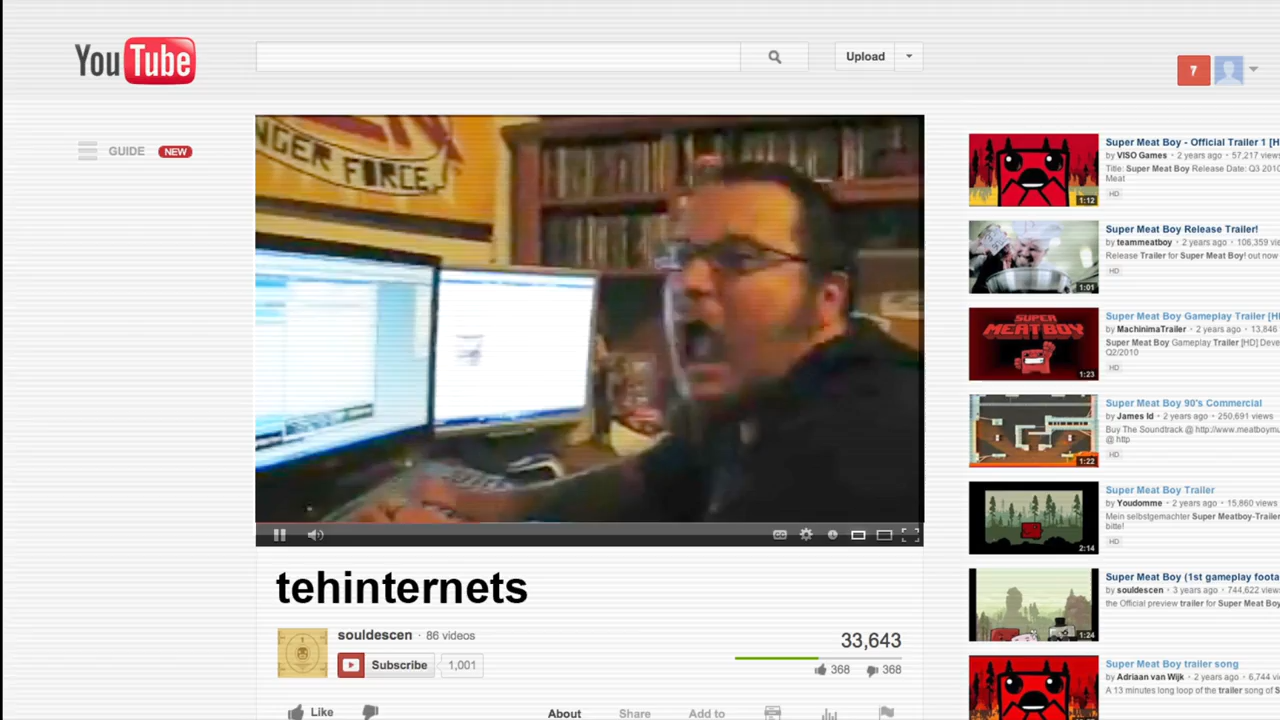 YouTube
Upload
7
GUIDE NEW
NGER FORCE
tehinternets
souldescen · 86 videos
Subscribe 1,001
33,643
368 368
Like
About Share Add to
Super Meat Boy - Official Trailer 1 [H
by VISO Games · 2 years ago · 57,217 views
Title: Super Meat Boy Release Date: Q3 2010
Meat
HD
1:12
Super Meat Boy Release Trailer!
by teammeatboy · 2 years ago · 106,359 vi
Release Trailer for Super Meat Boy! out now
HD
1:01
Super Meat Boy Gameplay Trailer [H
by MachinimaTrailer · 2 years ago · 13,846
Super Meat Boy Gameplay Trailer [HD] Deve
Q2/2010
HD
SUPER
MEAT BOY
1:23
Super Meat Boy 90's Commercial
by James Id · 2 years ago · 250,691 views
Buy The Soundtrack @ http://www.meatboymu
@ http
HD
1:22
Super Meat Boy Trailer
by Youdomme · 2 years ago · 15,860 views
Mein selbstgemachter Super Meatboy-Trailer
bitte!
HD
2:14
Super Meat Boy (1st gameplay foota
by souldescen · 3 years ago · 744,622 views
the Official preview trailer for Super Meat Boy
1:24
Super Meat Boy trailer song
by Adriaan van Wijk · 2 years ago · 6,744 vi
A 13 minutes long loop of the trailer song of S